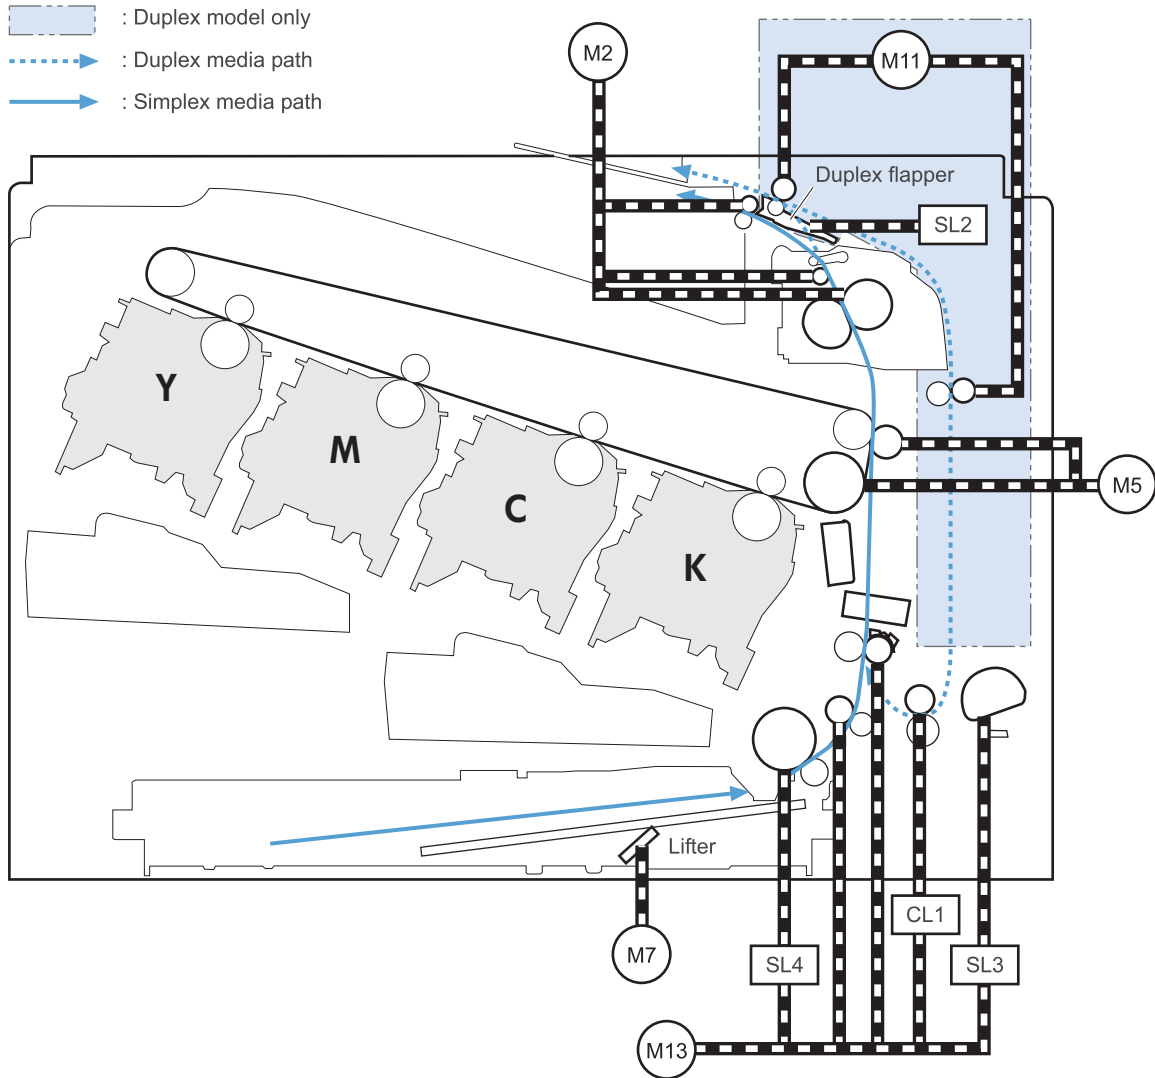 : Duplex model only
: Duplex media path
: Simplex media path
M2
M11
Duplex flapper
SL2
Y
M
C
K
M5
Lifter
M7
CL1
SL4
SL3
M13